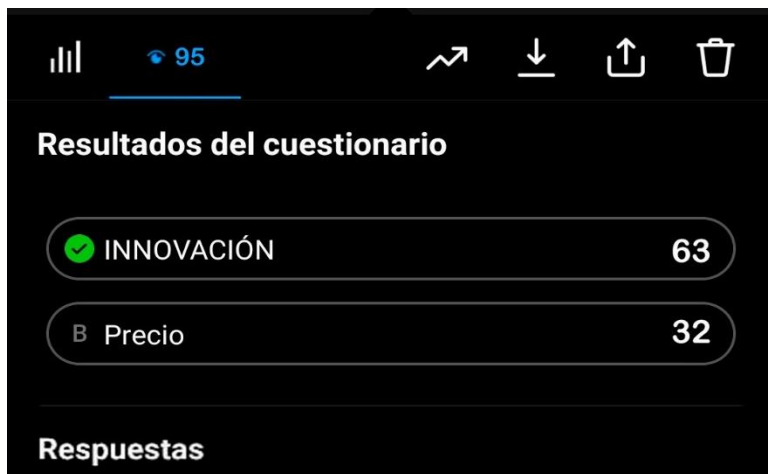 95
Resultados del cuestionario
INNOVACIÓN 63
B Precio 32
Respuestas